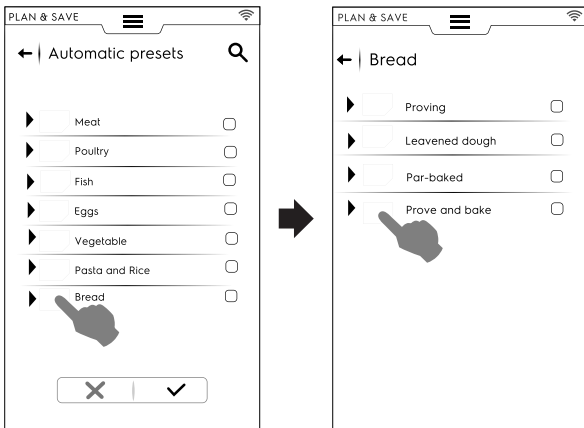 PLAN & SAVE
Automatic presets
Meat
Poultry
Fish
Eggs
Vegetable
Pasta and Rice
Bread
PLAN & SAVE
Bread
Proving
Leavened dough
Par-baked
Prove and bake